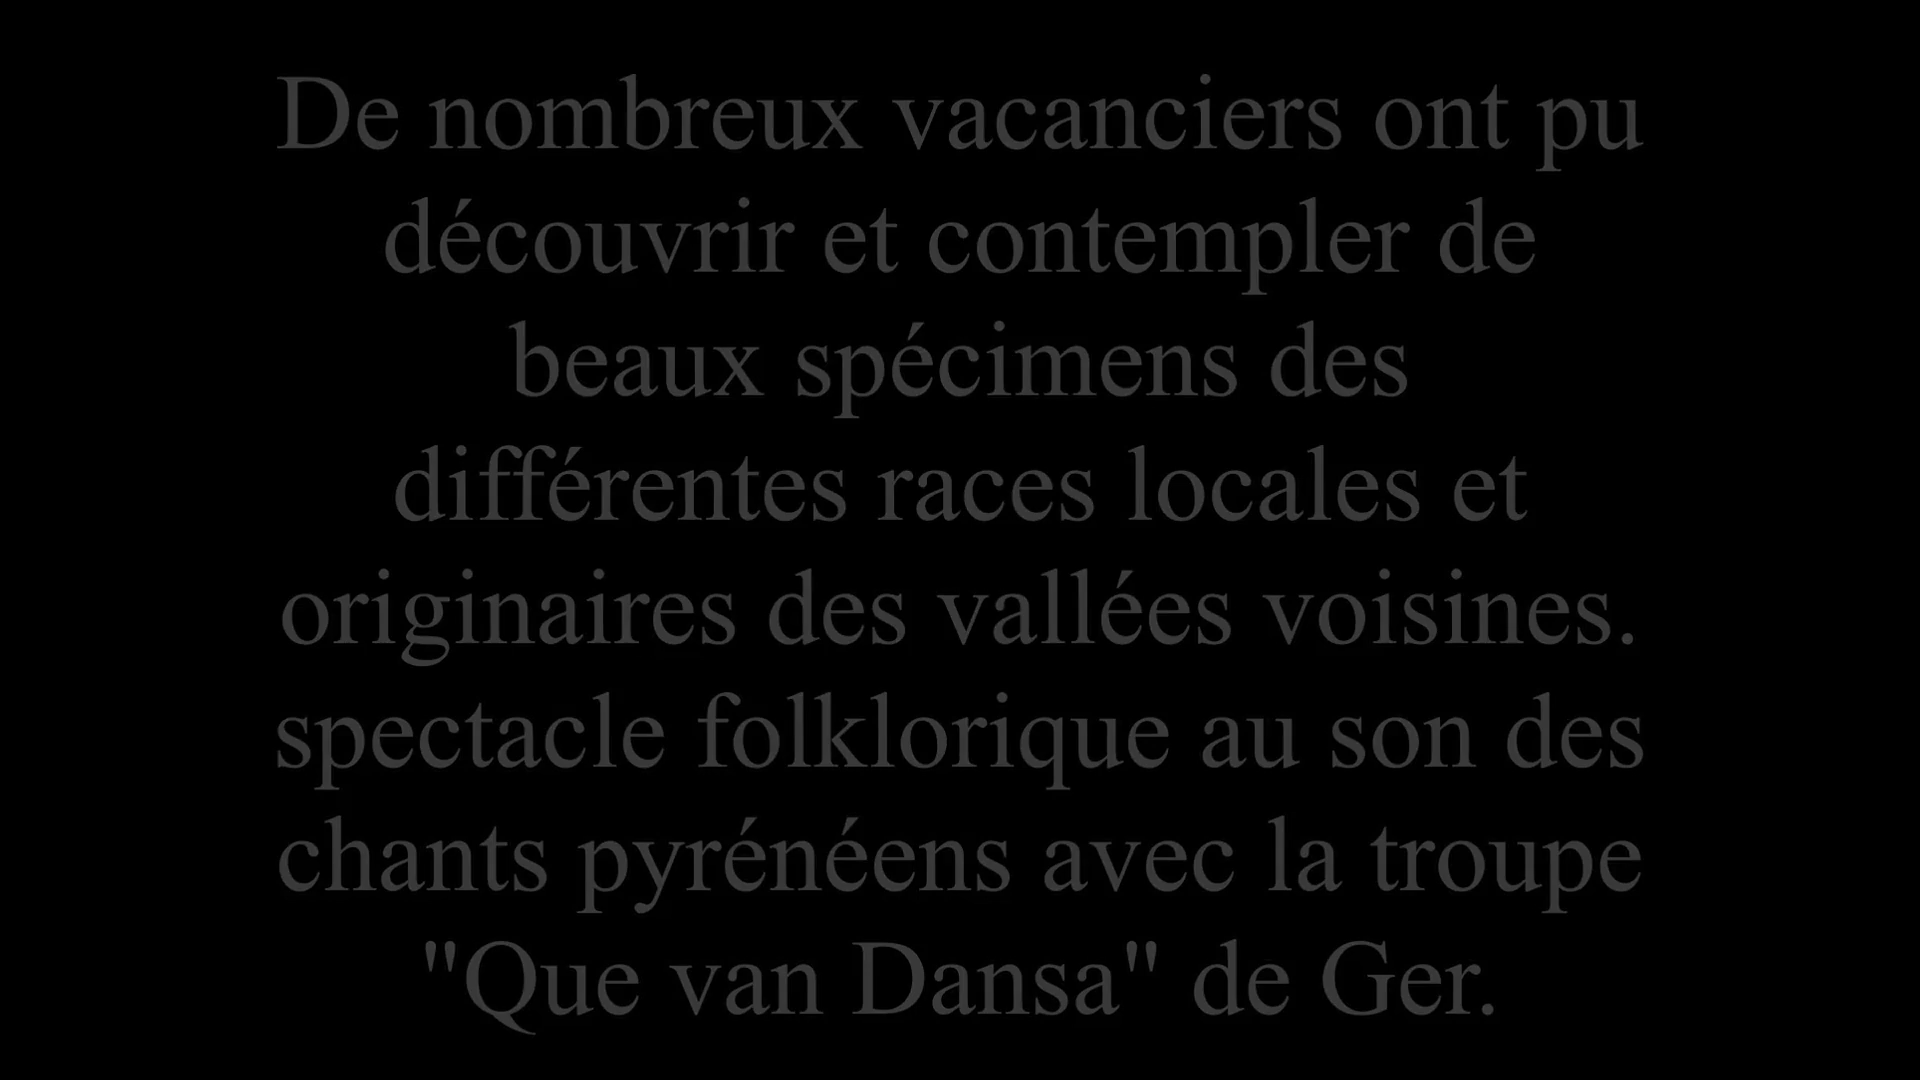 De nombreux vacanciers ont pu
découvrir et contempler de
beaux spécimens des
différentes races locales et
originaires des vallées voisines.
spectacle folklorique au son des
chants pyrénéens avec la troupe
"Que van Dansa" de Ger.